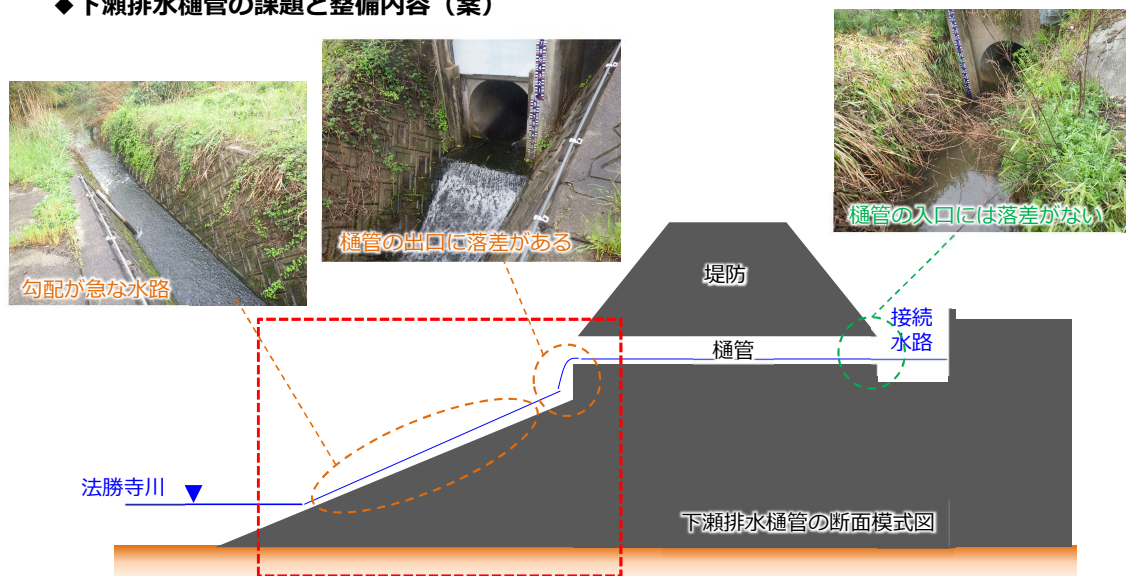 ◆下瀬排水樋管の課題と整備内容（案）
勾配が急な水路
樋管の出口に落差がある
樋管の入口には落差がない
堤防
接続
水路
樋管
法勝寺川
下瀬排水樋管の断面模式図